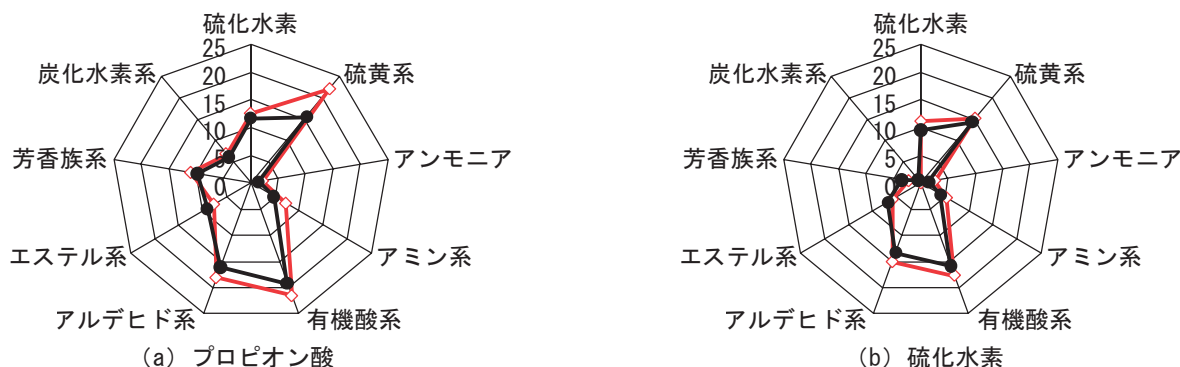 硫化水素
硫黄系
アンモニア
アミン系
有機酸系
アルデヒド系
エステル系
芳香族系
炭化水素系
25
20
15
10
5
0
(a) プロピオン酸
硫化水素
硫黄系
アンモニア
アミン系
有機酸系
アルデヒド系
エステル系
芳香族系
炭化水素系
25
20
15
10
5
0
(b) 硫化水素